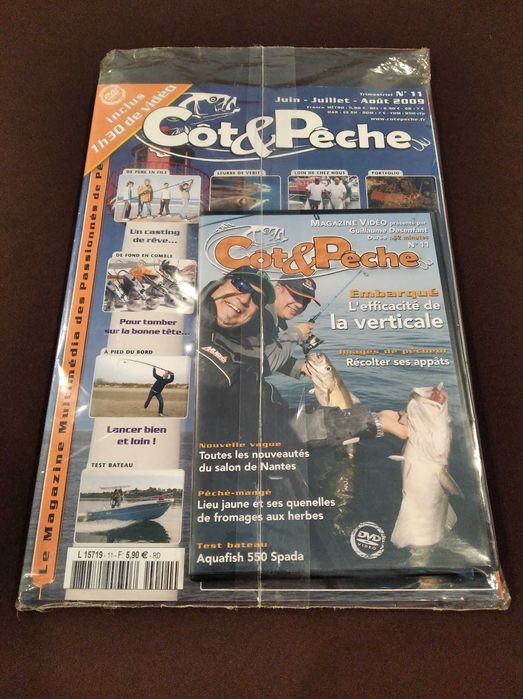 Inclus
1h30 de vidéo
Trimestriel N° 11
Juin - Juillet - Août 2009
www.cotepeche.fr
Côt&Pêche
DE PÈRE EN FILS
LEURRE DE VERIT
LOIN DE CHEZ NOUS
PORTFOLIO
Un casting
de rêve...
DE FOND EN COMBLE
Pour tomber
sur la bonne tête...
À PIED DU BORD
Lancer bien
et loin !
TEST BATEAU
L 15719 - 11 - F: 5,90 € - RD
Le Magazine Multimédia des Passionnés de Pê
MAGAZINE VIDÉO présenté par
Guillaume Desenfant
N° 11
Côt&Pêche
Embarqué
L'efficacité de
la verticale
Images de pêcheur
Récolter ses appâts
Nouvelle vague
Toutes les nouveautés
du salon de Nantes
Pêché-mangé
Lieu jaune et ses quenelles
de fromages aux herbes
Test bateau
Aquafish 550 Spada
DVD
VIDEO